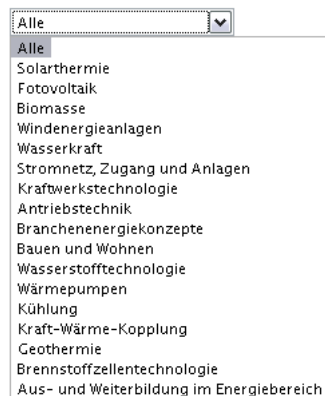 Alle
Alle
Solarthermie
Fotovoltaik
Biomasse
Windenergieanlagen
Wasserkraft
Stromnetz, Zugang und Anlagen
Kraftwerkstechnologie
Antriebstechnik
Branchenenergiekonzepte
Bauen und Wohnen
Wasserstofftechnologie
Wärmepumpen
Kühlung
Kraft-Wärme-Kopplung
Geothermie
Brennstoffzellentechnologie
Aus- und Weiterbildung im Energiebereich